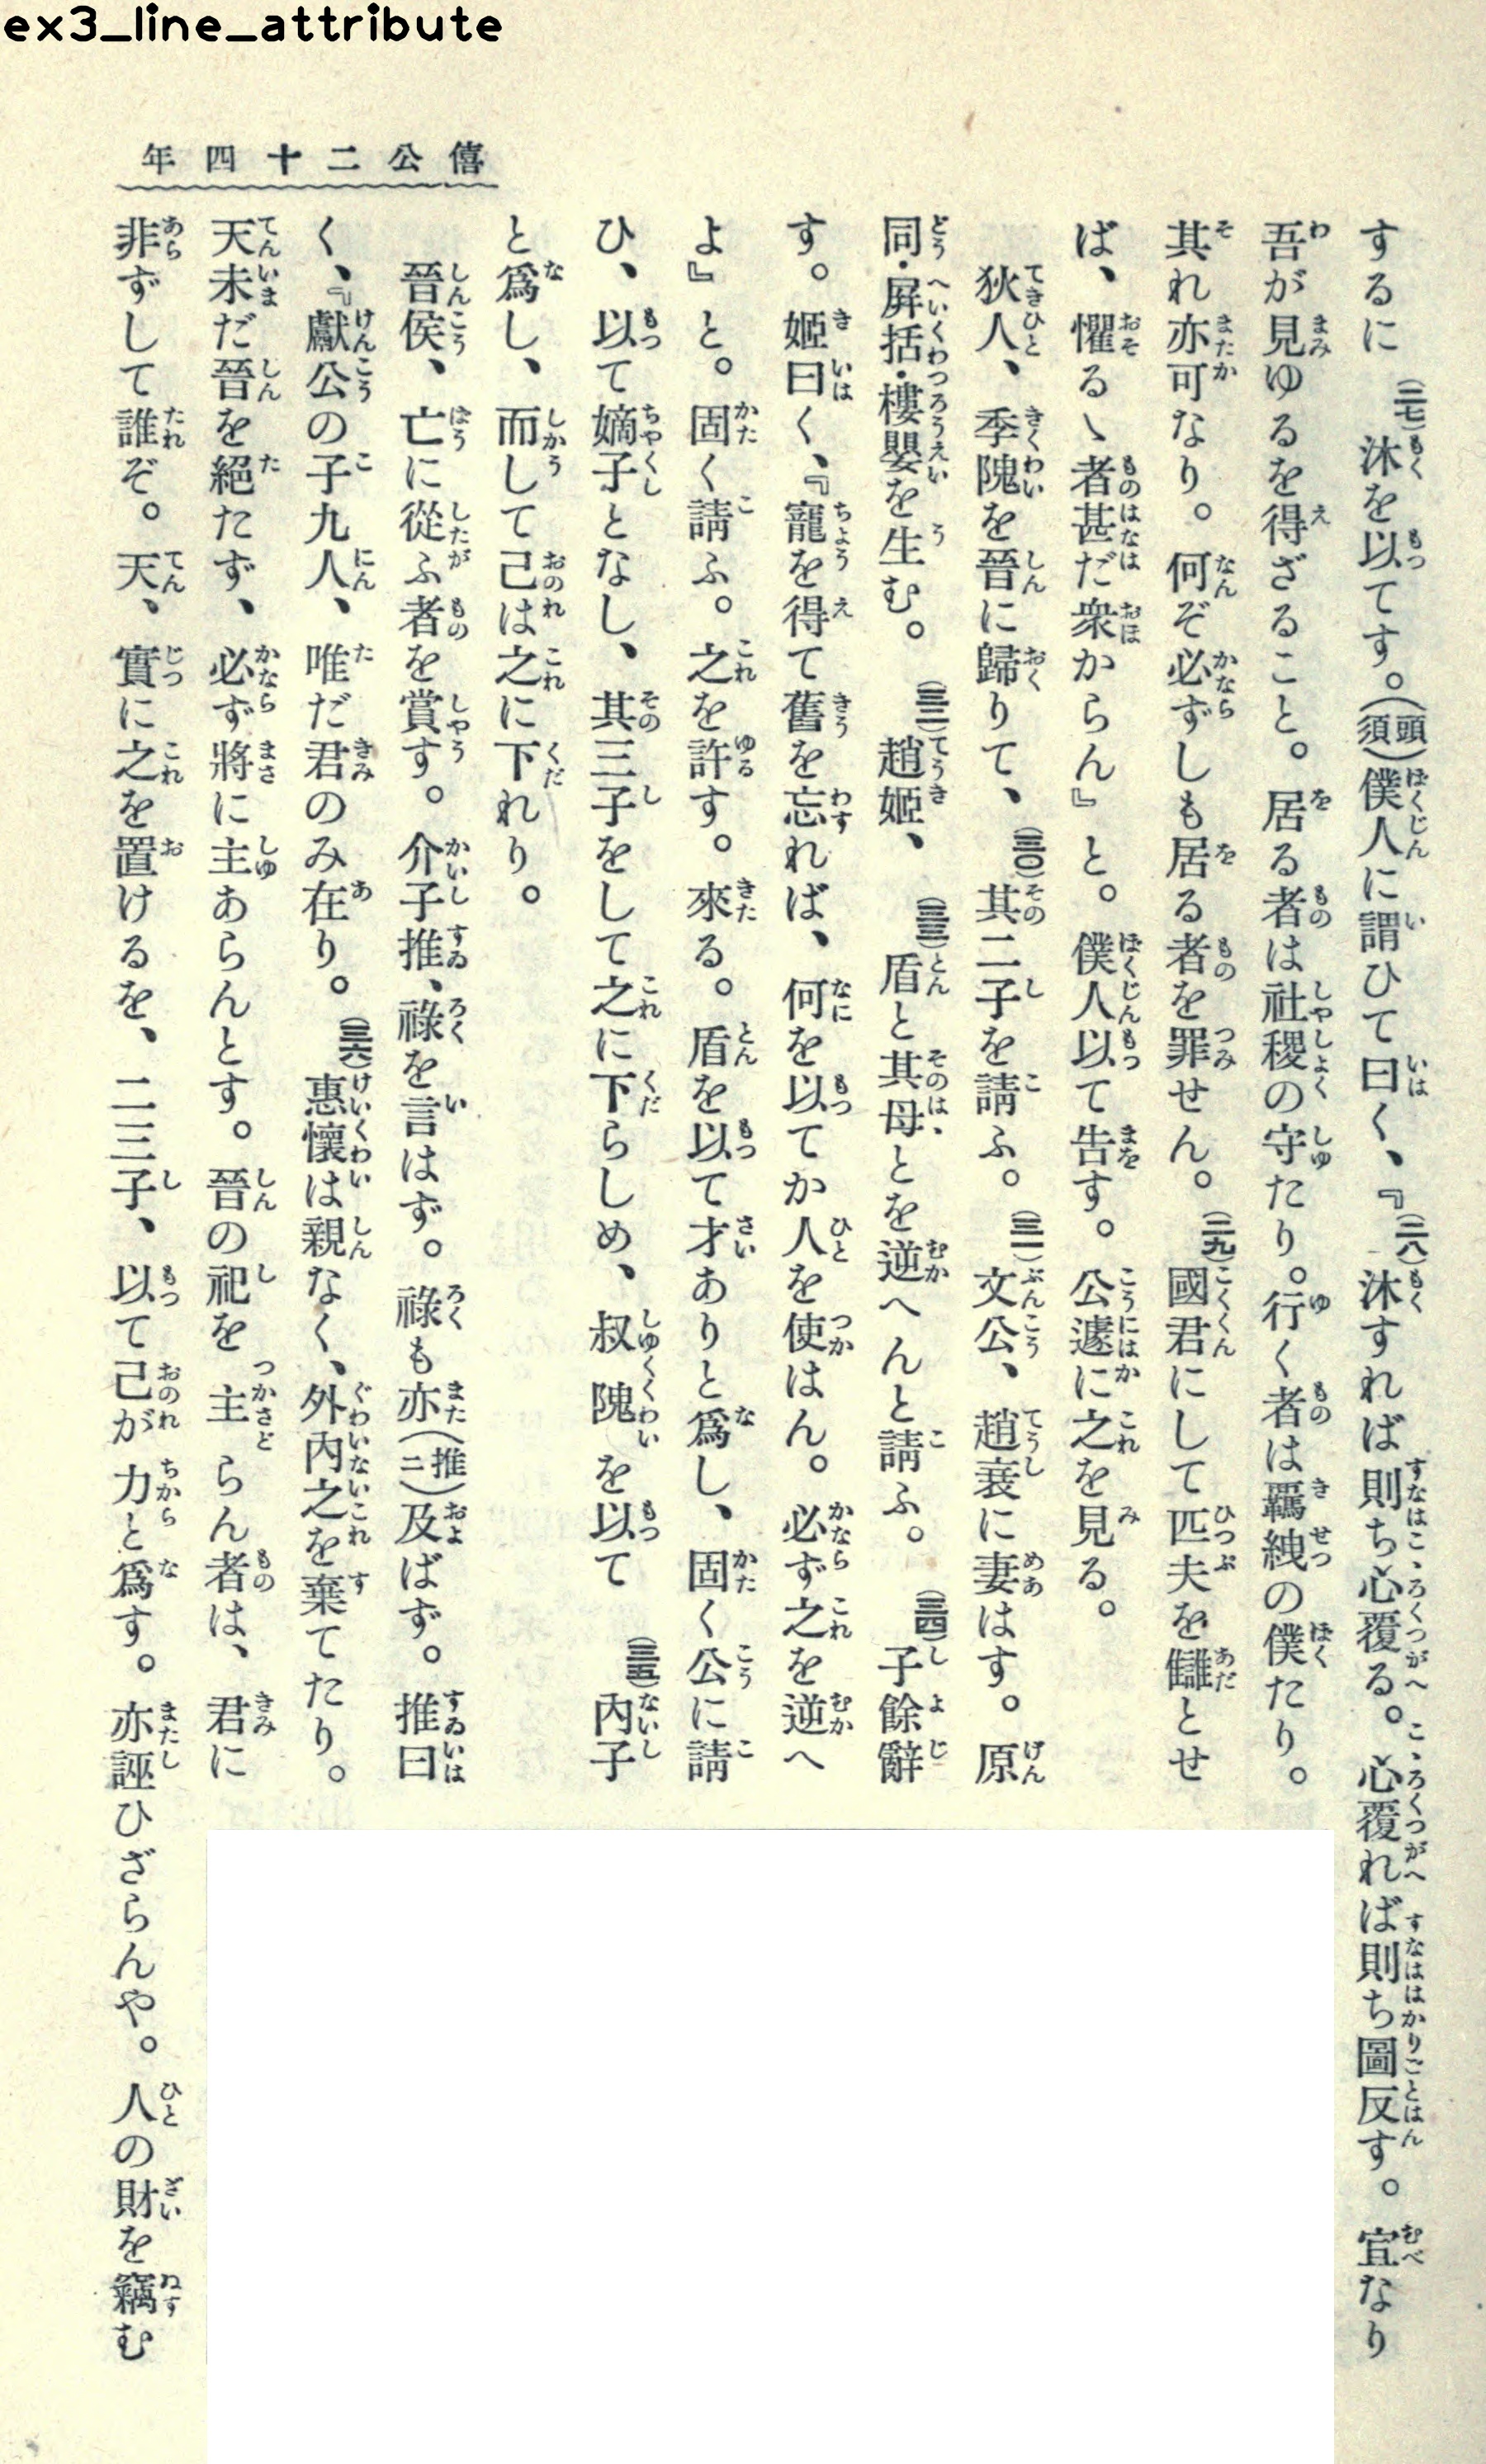 ex3_line_attribute
僖公二十四年
するに(二七)沐を以てす。(頭須)僕人に謂ひて曰く、『(二八)沐すれば則ち心覆る。心覆れば則ち圖反す。宜なり
吾が見ゆるを得ざること。居る者は社稷の守たり。行く者は羈絏の僕たり。
其れ亦可なり。何ぞ必ずしも居る者を罪せん。(二九)國君にして匹夫を讎とせ
ば、懼るゝ者甚だ衆からん』と。僕人以て告す。公遽に之を見る。
狄人、季隗を晉に歸りて、(三〇)其二子を請ふ。(三一)文公、趙衰に妻はす。原
同・屏括・樓嬰を生む。(三二)趙姬、(三三)盾と其母とを逆へんと請ふ。(三四)子餘辭
す。姬曰く、『寵を得て舊を忘れば、何を以てか人を使はん。必ず之を逆へ
よ』と。固く請ふ。之を許す。來る。盾を以て才ありと爲し、固く公に請
ひ、以て嫡子となし、其三子をして之に下らしめ、叔隗を以て(三五)內子
と爲し、而して己は之に下れり。
晉侯、亡に從ふ者を賞す。介子推、祿を言はず。祿も亦(推ニ)及ばず。推曰
く、『獻公の子九人、唯だ君のみ在り。(三六)惠懷は親なく、外內之を棄てたり。
天未だ晉を絕たず、必ず將に主あらんとす。晉の祀を主らん者は、君に
非ずして誰ぞ。天、實に之を置けるを、二三子、以て己が力と爲す。亦誣ひざらんや。人の財を竊む